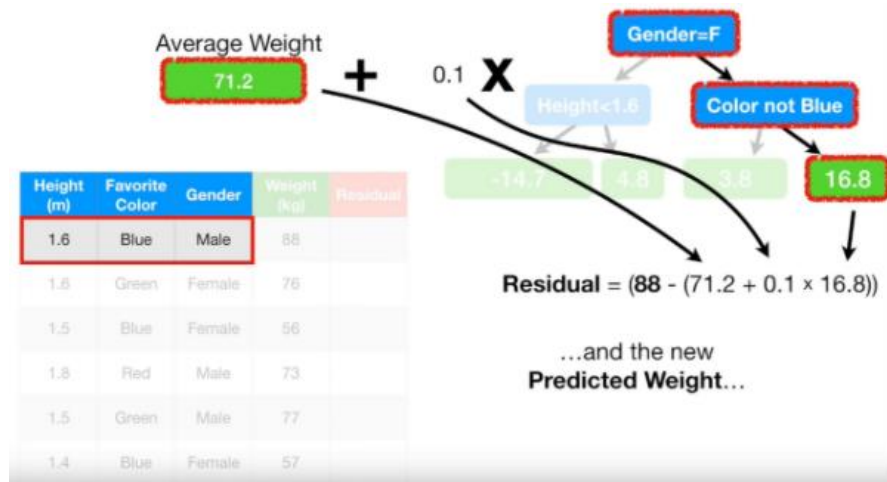 Average Weight
71.2
+
0.1 X
Gender=F
Height<1.6
Color not Blue
-14.7
4.8
3.8
16.8
Height (m) Favorite Color Gender Weight (kg) Residual
1.6 Blue Male 88
1.6 Green Female 76
1.5 Blue Female 56
1.8 Red Male 73
1.5 Green Male 77
1.4 Blue Female 57
Residual = (88 - (71.2 + 0.1 × 16.8))
...and the new
Predicted Weight...